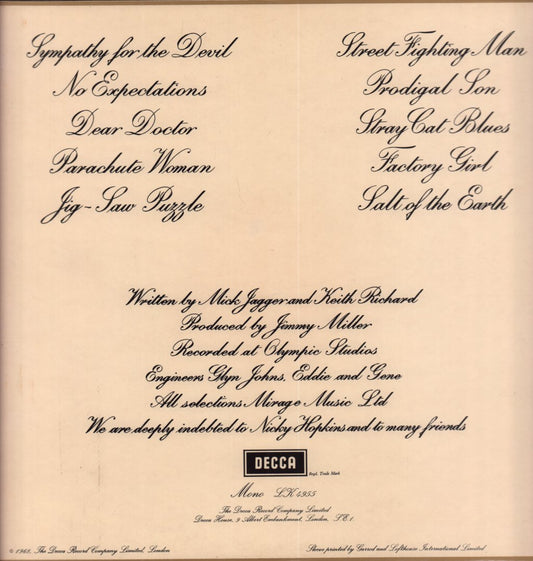 Sympathy for the Devil
No Expectations
Dear Doctor
Parachute Woman
Jig-Saw Puzzle
Street Fighting Man
Prodigal Son
Stray Cat Blues
Factory Girl
Salt of the Earth
Written by Mick Jagger and Keith Richard
Produced by Jimmy Miller
Recorded at Olympic Studios
Engineers Glyn Johns, Eddie and Gene
All selections Mirage Music Ltd
We are deeply indebted to Nicky Hopkins and to many friends
DECCA
Regd. Trade Mark
Mono LK 4955
The Decca Record Company Limited
Decca House, 9 Albert Embankment, London, S.E.1.
© 1968, The Decca Record Company Limited, London
Sleeve printed by Garrod and Lofthouse International Limited